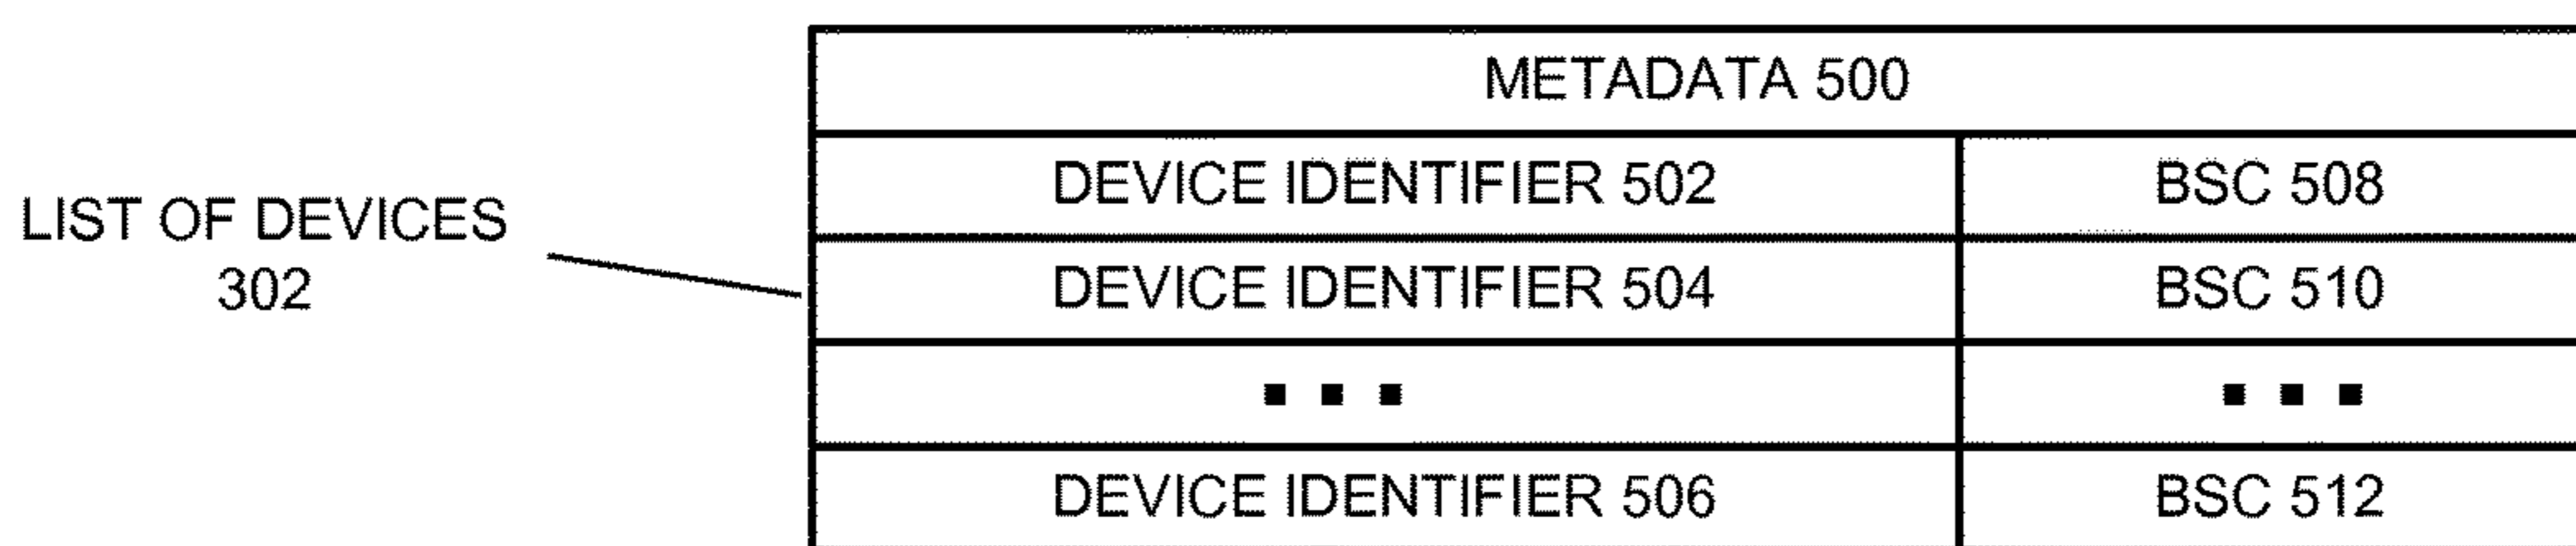 METADATA 500
DEVICE IDENTIFIER 502 BSC 508
LIST OF DEVICES
302
DEVICE IDENTIFIER 504 BSC 510
DEVICE IDENTIFIER 506 BSC 512